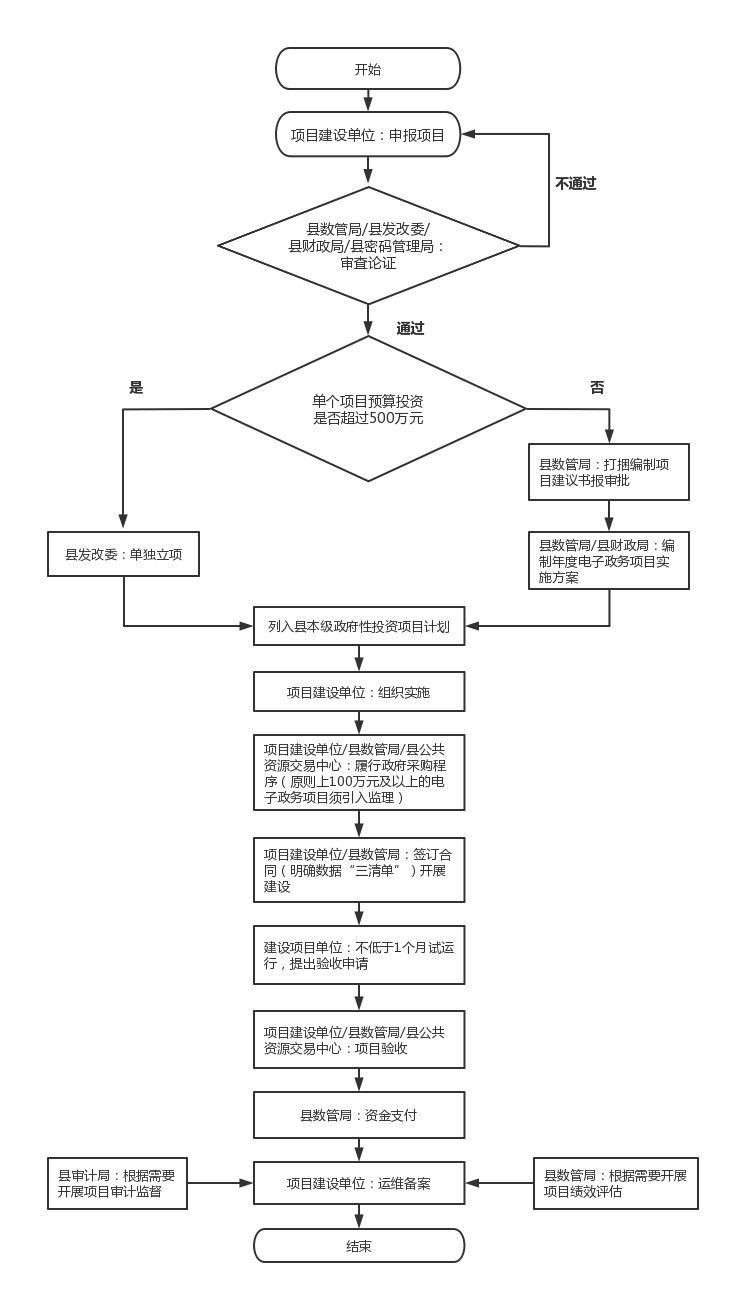 开始
项目建设单位：申报项目
不通过
县数管局/县发改委/
县财政局/县密码管理局：
审查论证
通过
是
单个项目预算投资
是否超过500万元
否
县数管局：打捆编制项
目建议书报审批
县发改委：单独立项
县数管局/县财政局：编
制年度电子政务项目实
施方案
列入县本级政府性投资项目计划
项目建设单位：组织实施
项目建设单位/县数管局/县公共
资源交易中心：履行政府采购程
序（原则上100万元及以上的电
子政务项目须引入监理）
项目建设单位/县数管局：签订合
同（明确数据“三清单”）开展
建设
建设项目单位：不低于1个月试运
行，提出验收申请
项目建设单位/县数管局/县公共
资源交易中心：项目验收
县数管局：资金支付
县审计局：根据需要
开展项目审计监督
项目建设单位：运维备案
县数管局：根据需要开展
项目绩效评估
结束